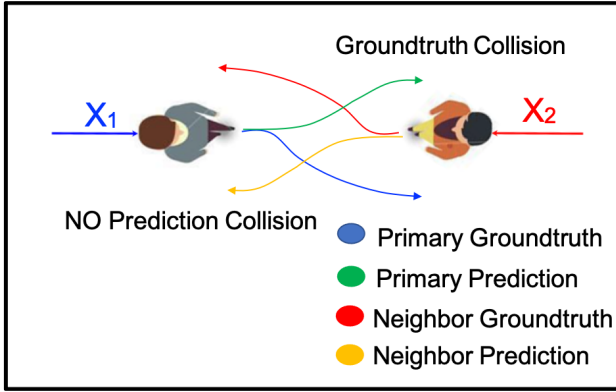 Groundtruth Collision
X₁
X₂
NO Prediction Collision
Primary Groundtruth
Primary Prediction
Neighbor Groundtruth
Neighbor Prediction